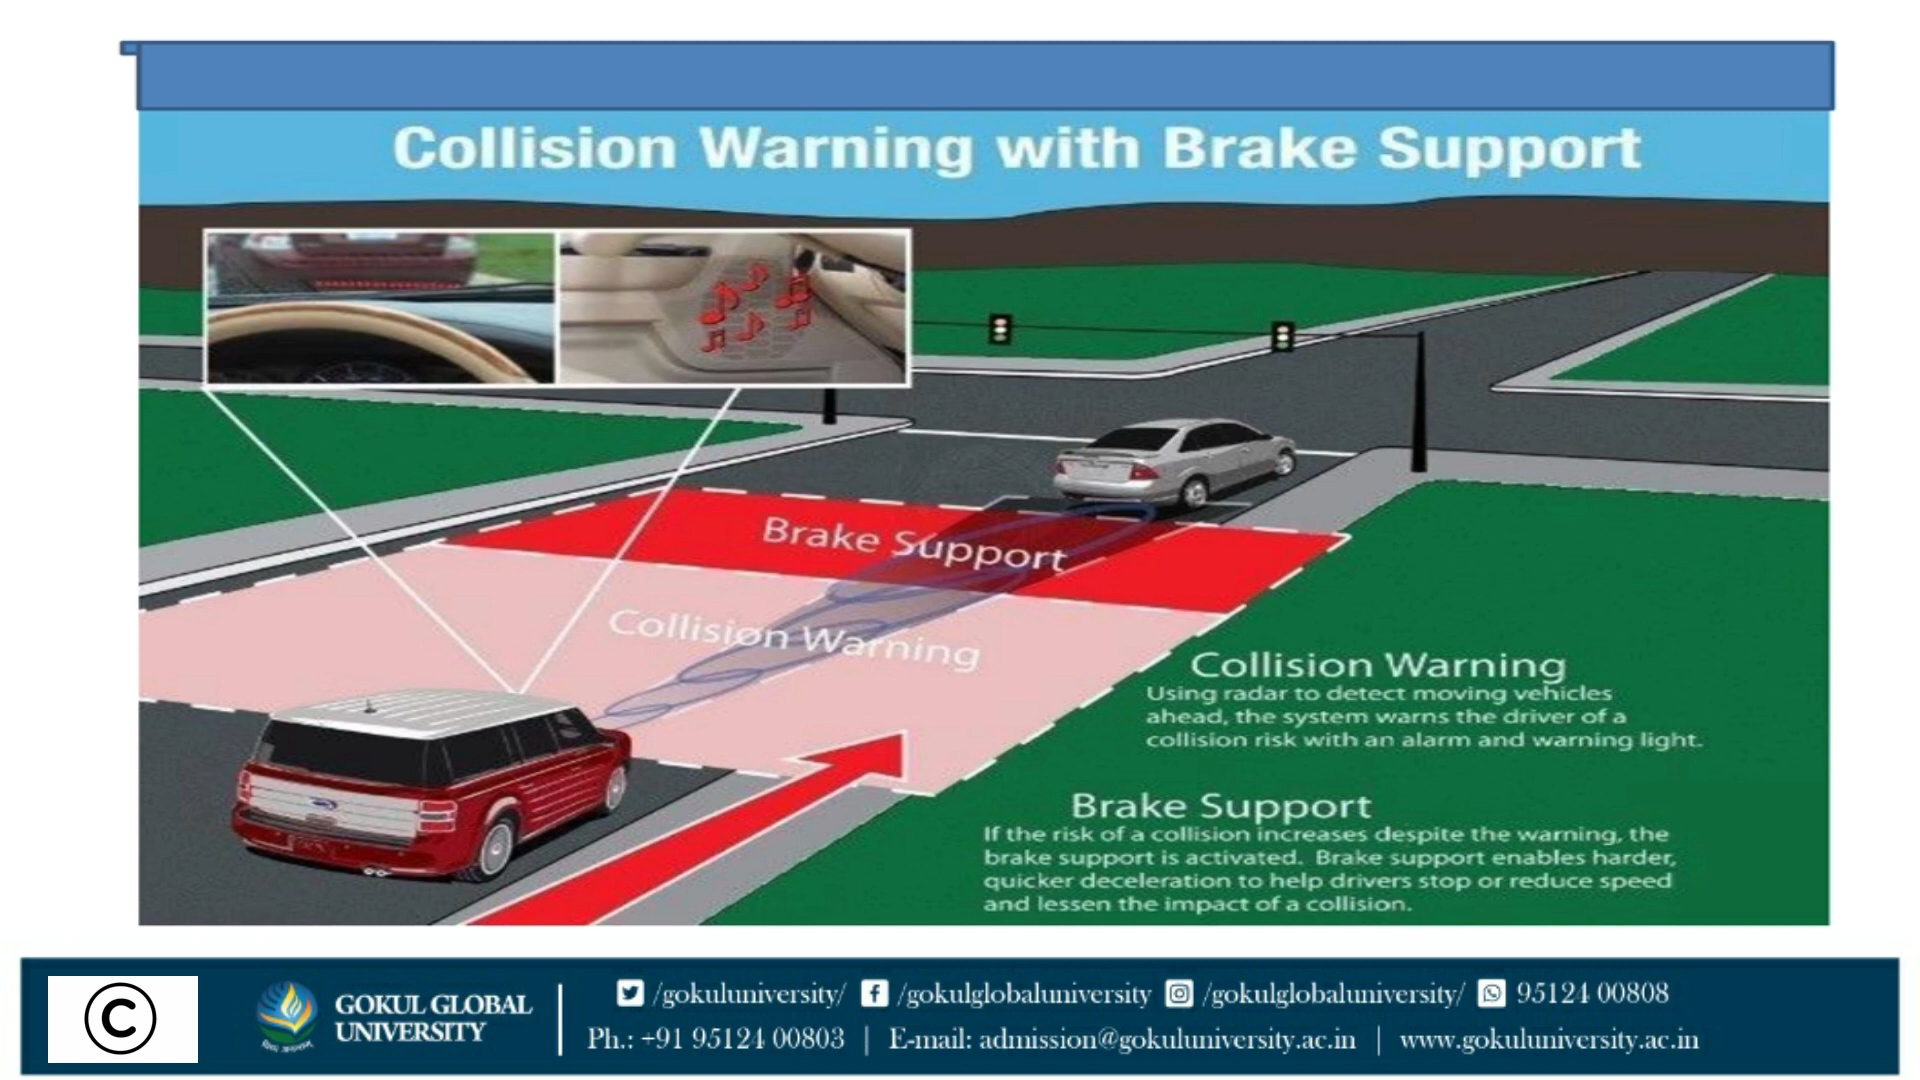 Collision Warning with Brake Support
Brake Support
Collision Warning
Collision Warning
Using radar to detect moving vehicles
ahead, the system warns the driver of a
collision risk with an alarm and warning light.
Brake Support
If the risk of a collision increases despite the warning, the
brake support is activated. Brake support enables harder,
quicker deceleration to help drivers stop or reduce speed
and lessen the impact of a collision.
©
GOKUL GLOBAL
UNIVERSITY
/gokuluniversity/ /gokulglobaluniversity /gokulglobaluniversity/ 95124 00808
Ph.: +91 95124 00803 | E-mail: admission@gokuluniversity.ac.in | www.gokuluniversity.ac.in